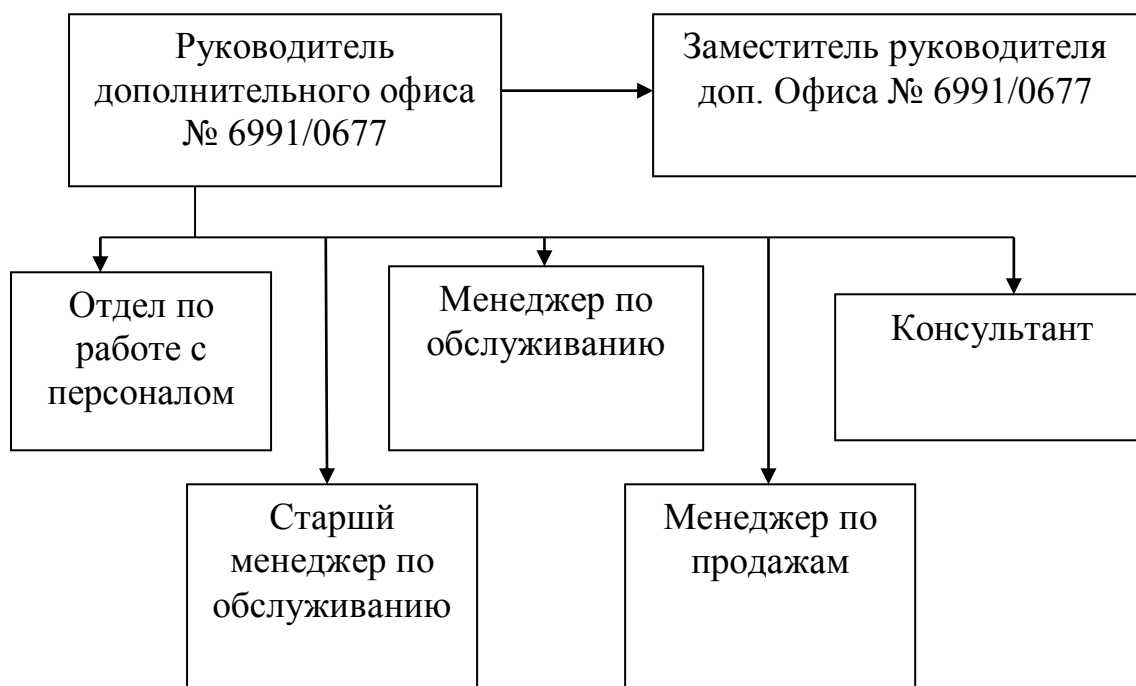 Руководитель
дополнительного офиса
№ 6991/0677
Заместитель руководителя
доп. Офиса № 6991/0677
Отдел по
работе с
персоналом
Менеджер по
обслуживанию
Консультант
Старшй
менеджер по
обслуживанию
Менеджер по
продажам